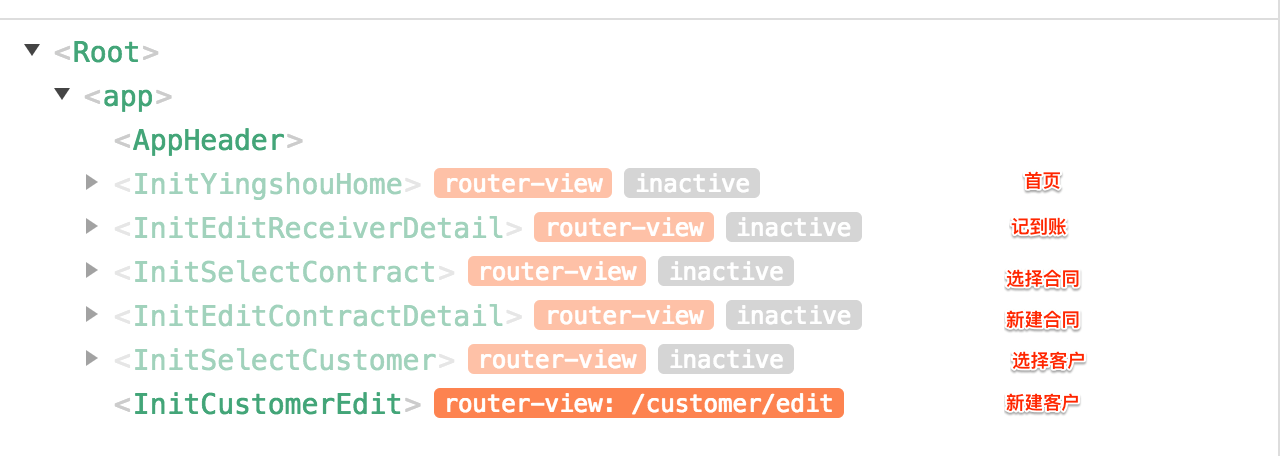 <Root>
<app>
<AppHeader>
<InitYingshouHome> router-view inactive 首页
<InitEditReceiverDetail> router-view inactive 记到账
<InitSelectContract> router-view inactive 选择合同
<InitEditContractDetail> router-view inactive 新建合同
<InitSelectCustomer> router-view inactive 选择客户
<InitCustomerEdit> router-view: /customer/edit 新建客户